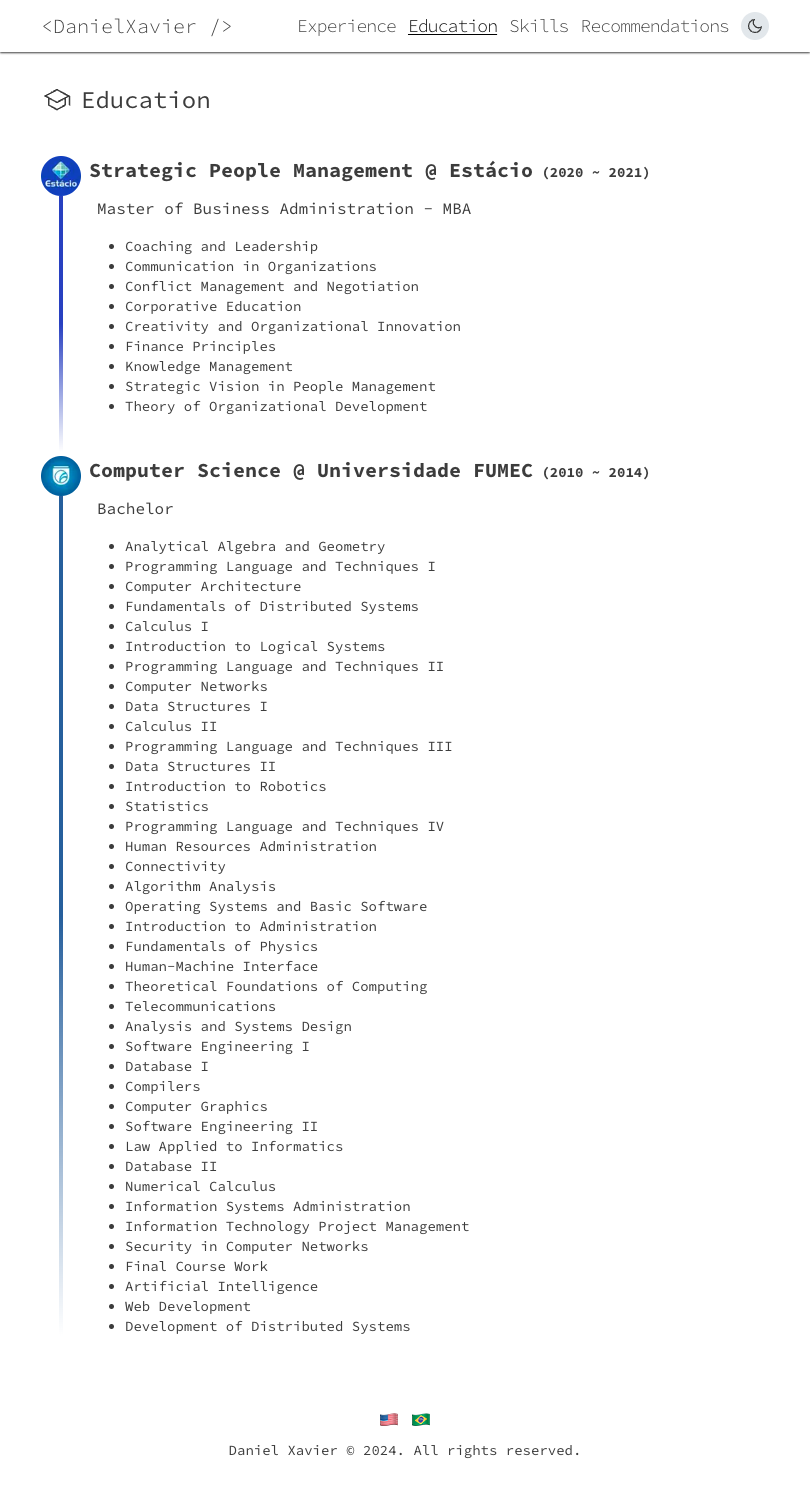 <DanielXavier />
Experience Education Skills Recommendations
Education
Estácio
Strategic People Management @ Estácio (2020 ~ 2021)
Master of Business Administration - MBA
• Coaching and Leadership
• Communication in Organizations
• Conflict Management and Negotiation
• Corporative Education
• Creativity and Organizational Innovation
• Finance Principles
• Knowledge Management
• Strategic Vision in People Management
• Theory of Organizational Development
Computer Science @ Universidade FUMEC (2010 ~ 2014)
Bachelor
• Analytical Algebra and Geometry
• Programming Language and Techniques I
• Computer Architecture
• Fundamentals of Distributed Systems
• Calculus I
• Introduction to Logical Systems
• Programming Language and Techniques II
• Computer Networks
• Data Structures I
• Calculus II
• Programming Language and Techniques III
• Data Structures II
• Introduction to Robotics
• Statistics
• Programming Language and Techniques IV
• Human Resources Administration
• Connectivity
• Algorithm Analysis
• Operating Systems and Basic Software
• Introduction to Administration
• Fundamentals of Physics
• Human-Machine Interface
• Theoretical Foundations of Computing
• Telecommunications
• Analysis and Systems Design
• Software Engineering I
• Database I
• Compilers
• Computer Graphics
• Software Engineering II
• Law Applied to Informatics
• Database II
• Numerical Calculus
• Information Systems Administration
• Information Technology Project Management
• Security in Computer Networks
• Final Course Work
• Artificial Intelligence
• Web Development
• Development of Distributed Systems
Daniel Xavier © 2024. All rights reserved.